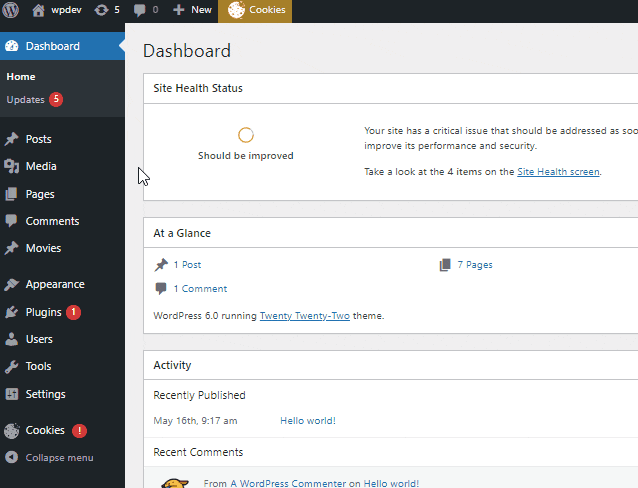 wpdev 5 0 New Cookies
Dashboard
Home
Updates 5
Posts
Media
Pages
Comments
Movies
Appearance
Plugins 1
Users
Tools
Settings
Cookies !
Collapse menu
Dashboard
Site Health Status
Should be improved
Your site has a critical issue that should be addressed as soo
improve its performance and security.
Take a look at the 4 items on the Site Health screen.
At a Glance
1 Post
7 Pages
1 Comment
WordPress 6.0 running Twenty Twenty-Two theme.
Activity
Recently Published
May 16th, 9:17 am Hello world!
Recent Comments
From A WordPress Commenter on Hello world!